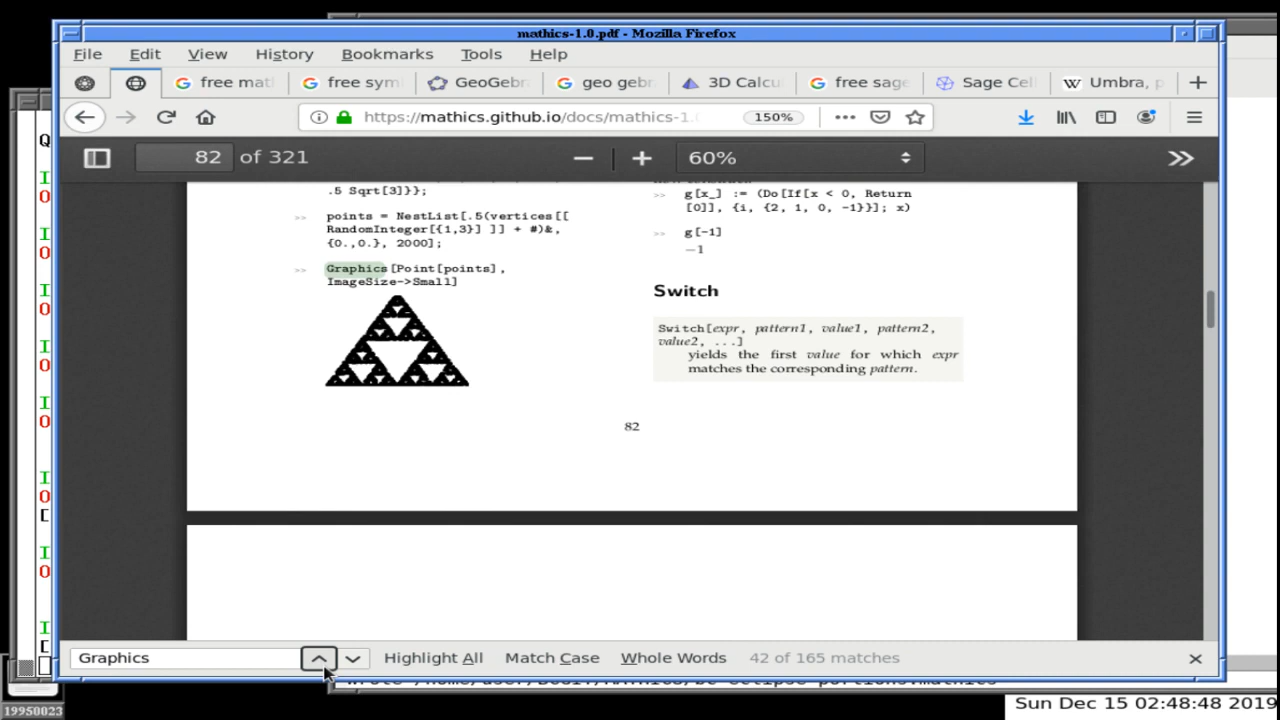 mathics-1.0.pdf - Mozilla Firefox
File Edit View History Bookmarks Tools Help
free mat
free sym
GeoGebr
geo gebr
3D Calcu
free sage
Sage Cell
Umbra, p
https://mathics.github.io/docs/mathics-1.0
150%
82 of 321
60%
.5 Sqrt[3]}};
>> points = NestList[.5(vertices[[
RandomInteger[{1,3}] ]] + #)&,
{0.,0.}, 2000];
>> Graphics[Point[points],
ImageSize->Small]
>> g[x_] := (Do[If[x < 0, Return
[0]], {i, {2, 1, 0, -1}}]; x)
>> g[-1]
−1
Switch
Switch[expr, pattern1, value1, pattern2,
value2, ...]
yields the first value for which expr
matches the corresponding pattern.
82
Graphics
Highlight All Match Case Whole Words 42 of 165 matches
19950023
Sun Dec 15 02:48:48 2019